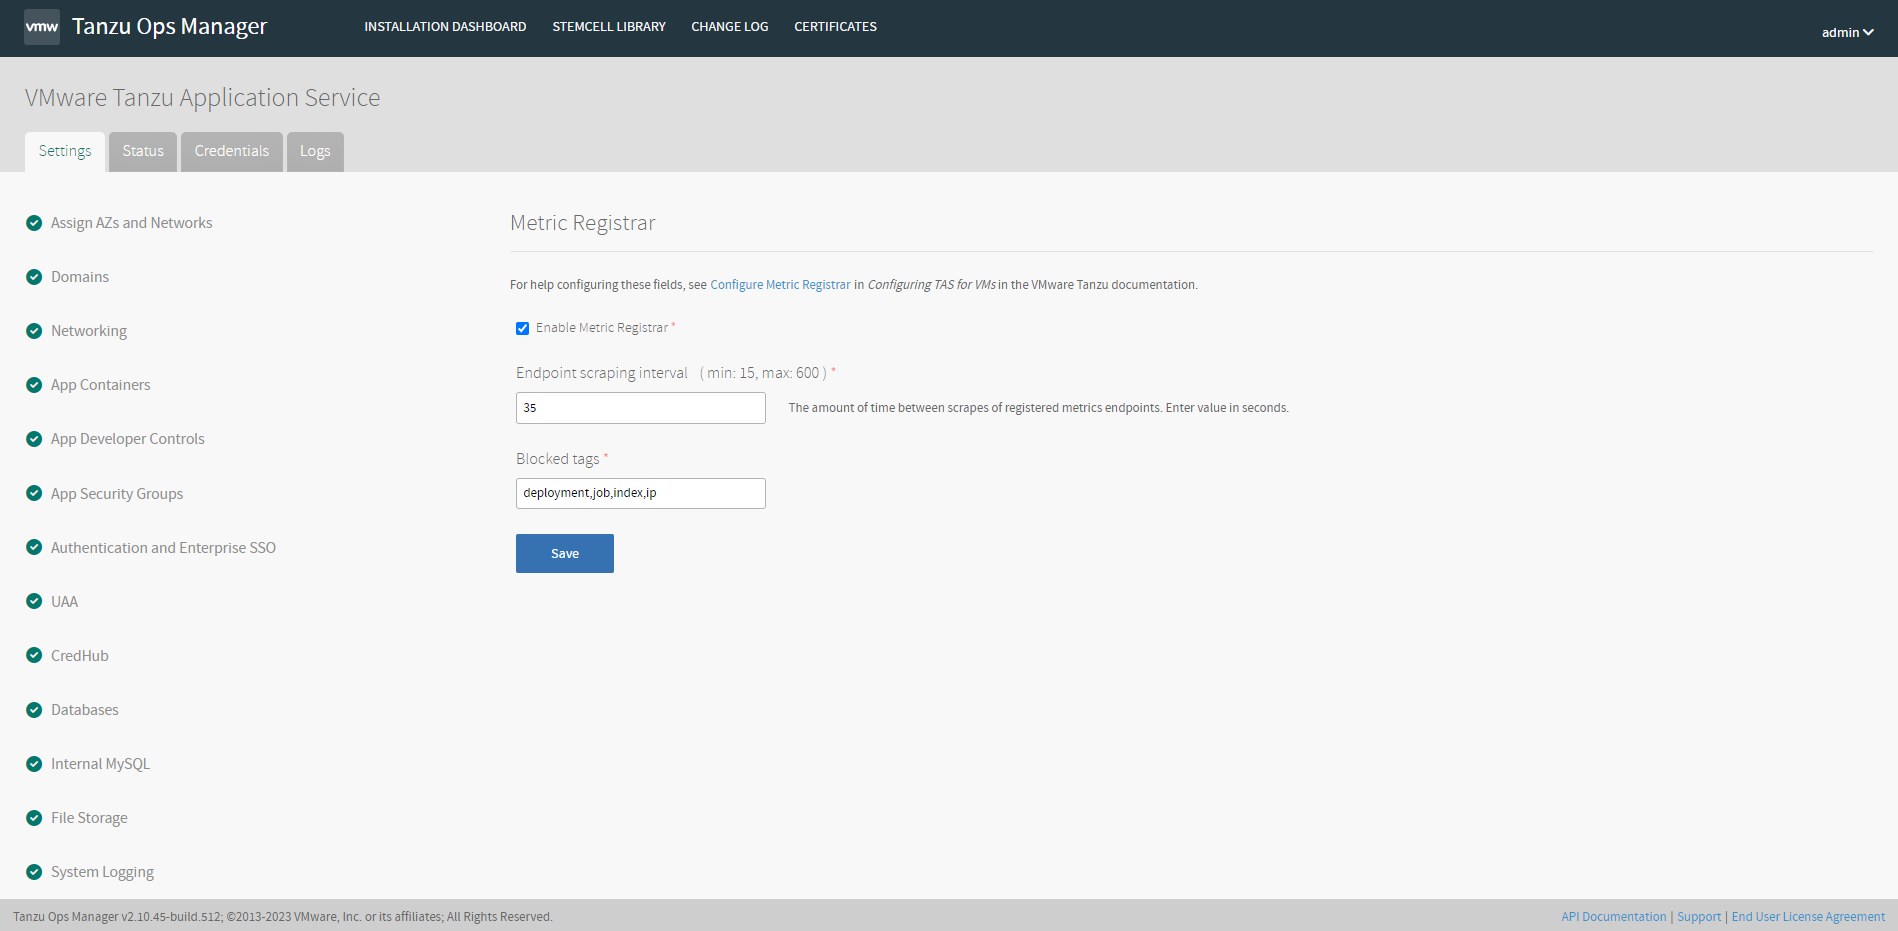 vmw Tanzu Ops Manager INSTALLATION DASHBOARD STEMCELL LIBRARY CHANGE LOG CERTIFICATES admin
VMware Tanzu Application Service
Settings Status Credentials Logs
Assign AZs and Networks
Domains
Networking
App Containers
App Developer Controls
App Security Groups
Authentication and Enterprise SSO
UAA
CredHub
Databases
Internal MySQL
File Storage
System Logging
Metric Registrar
For help configuring these fields, see Configure Metric Registrar in Configuring TAS for VMs in the VMware Tanzu documentation.
Enable Metric Registrar *
Endpoint scraping interval ( min: 15, max: 600 ) *
35 The amount of time between scrapes of registered metrics endpoints. Enter value in seconds.
Blocked tags *
deployment,job,index,ip
Save
Tanzu Ops Manager v2.10.45-build.512; ©2013-2023 VMware, Inc. or its affiliates; All Rights Reserved. API Documentation | Support | End User License Agreement